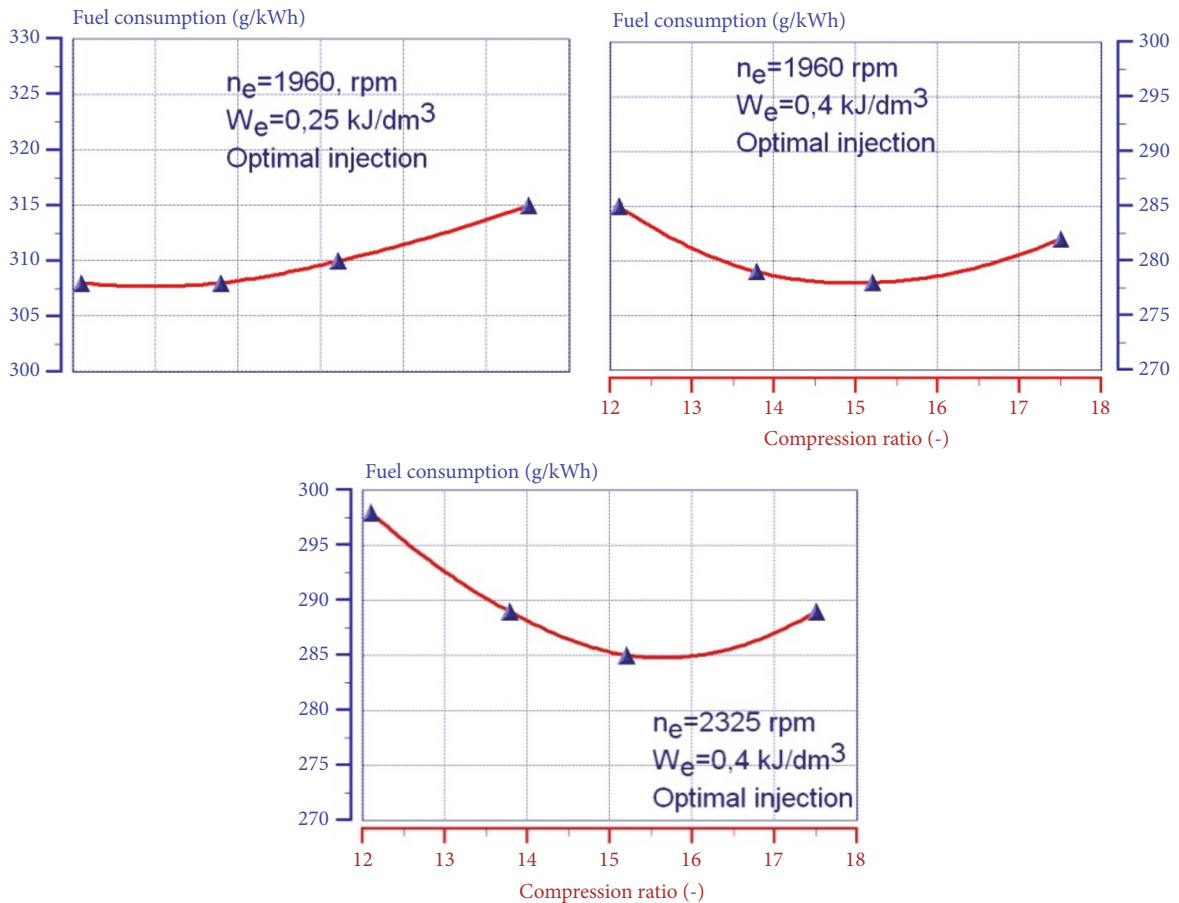 Fuel consumption (g/kWh)
330
325
320
315
310
305
300
nₑ=1960, rpm
Wₑ=0,25 kJ/dm³
Optimal injection
Fuel consumption (g/kWh)
nₑ=1960 rpm
Wₑ=0,4 kJ/dm³
Optimal injection
300
295
290
285
280
275
270
12 13 14 15 16 17 18
Compression ratio (-)
Fuel consumption (g/kWh)
300
295
290
285
280
275
270
nₑ=2325 rpm
Wₑ=0,4 kJ/dm³
Optimal injection
12 13 14 15 16 17 18
Compression ratio (-)